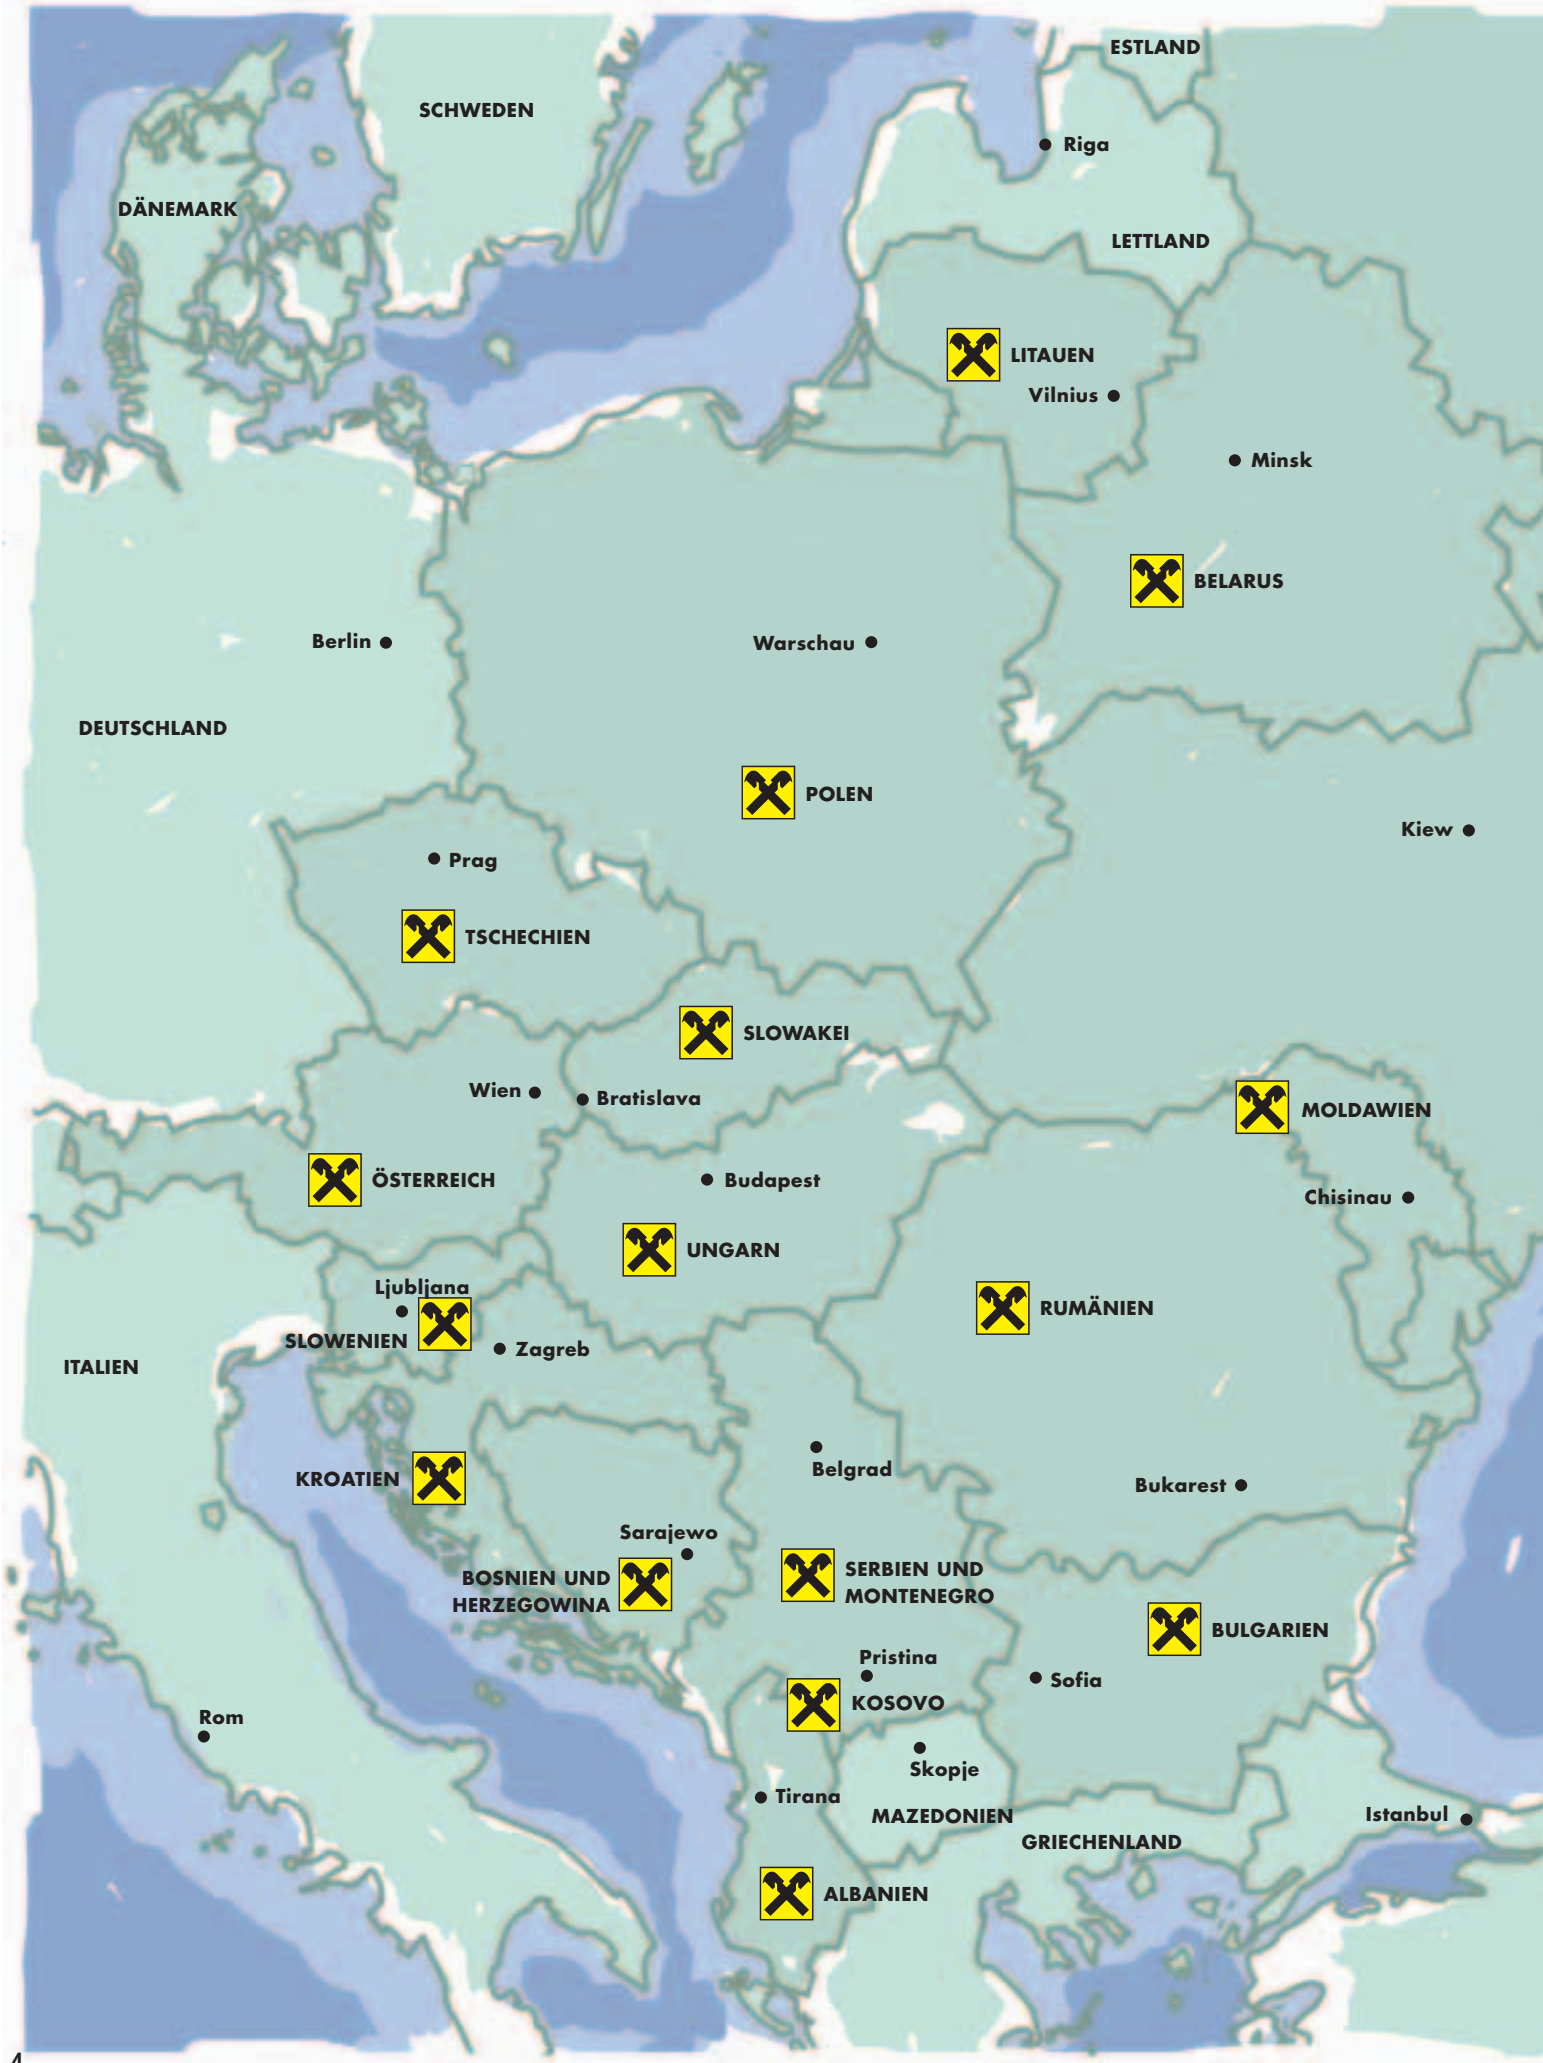 ESTLAND
SCHWEDEN
Riga
DÄNEMARK
LETTLAND
LITAUEN
Vilnius
Minsk
BELARUS
Berlin
Warschau
DEUTSCHLAND
POLEN
Kiew
Prag
TSCHECHIEN
SLOWAKEI
Wien
Bratislava
MOLDAWIEN
ÖSTERREICH
Budapest
Chisinau
UNGARN
Ljubljana
RUMÄNIEN
SLOWENIEN
Zagreb
ITALIEN
Belgrad
KROATIEN
Bukarest
Sarajewo
BOSNIEN UND
HERZEGOWINA
SERBIEN UND
MONTENEGRO
BULGARIEN
Pristina
Sofia
KOSOVO
Rom
Skopje
Tirana
MAZEDONIEN
Istanbul
GRIECHENLAND
ALBANIEN
4